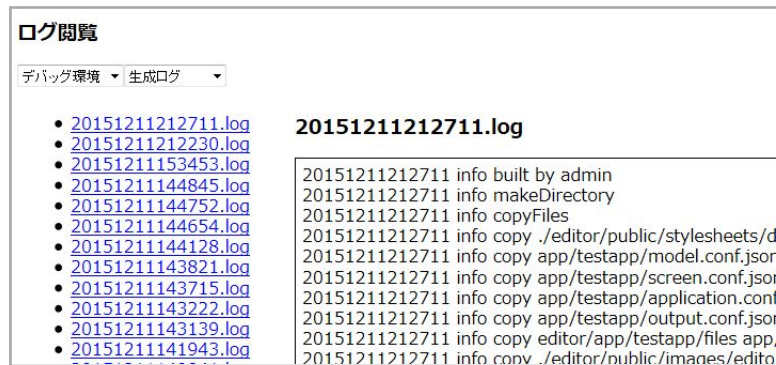 ログ閲覧
デバッグ環境 生成ログ
20151211212711.log
20151211212230.log
20151211153453.log
20151211144845.log
20151211144752.log
20151211144654.log
20151211144128.log
20151211143821.log
20151211143715.log
20151211143222.log
20151211143139.log
20151211141943.log
20151211212711.log
20151211212711 info built by admin
20151211212711 info makeDirectory
20151211212711 info copyFiles
20151211212711 info copy ./editor/public/stylesheets/d
20151211212711 info copy app/testapp/model.conf.json
20151211212711 info copy app/testapp/screen.conf.json
20151211212711 info copy app/testapp/application.conf
20151211212711 info copy app/testapp/output.conf.json
20151211212711 info copy editor/app/testapp/files app/
20151211212711 info copy ./editor/public/images/edito